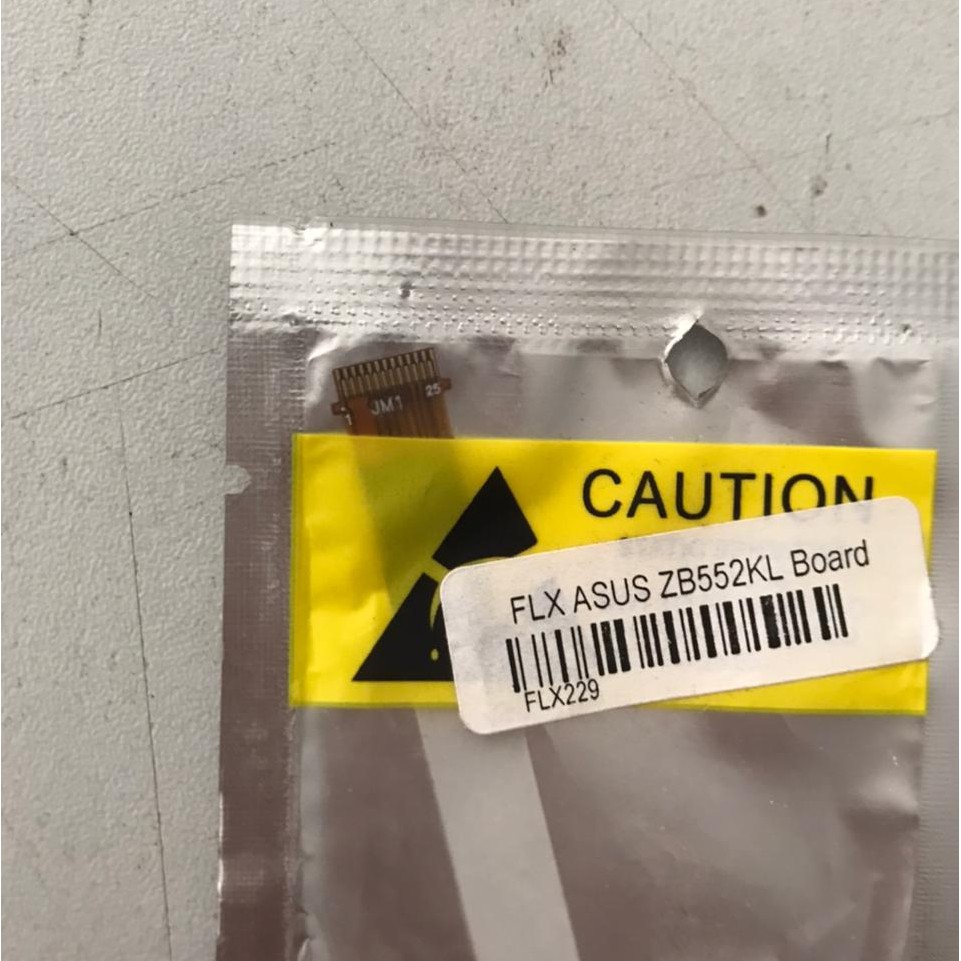 1 JM1 25
CAUTION
FLX ASUS ZB552KL Board
FLX229